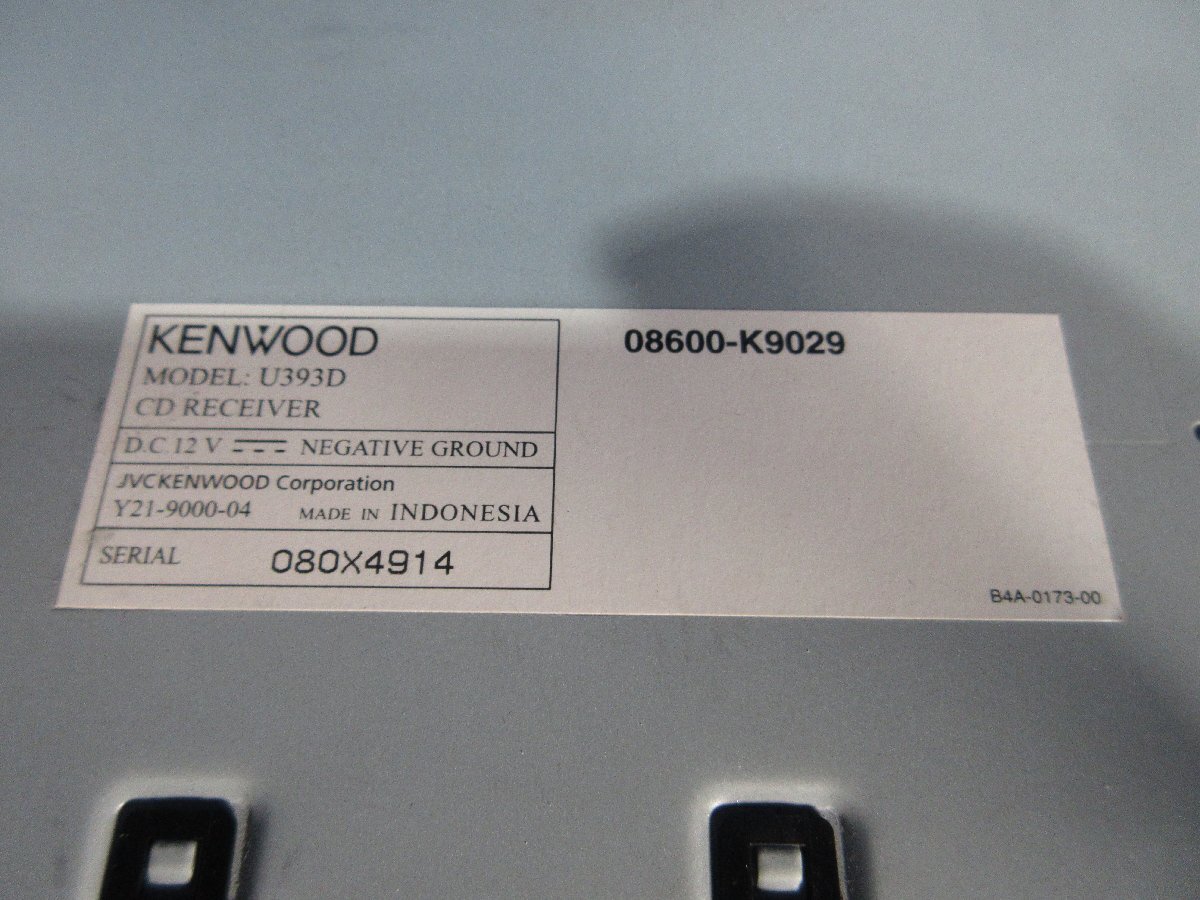 KENWOOD
MODEL: U393D
CD RECEIVER
D.C.12 V NEGATIVE GROUND
JVCKENWOOD Corporation
Y21-9000-04 MADE IN INDONESIA
SERIAL 080X4914
08600-K9029
B4A-0173-00